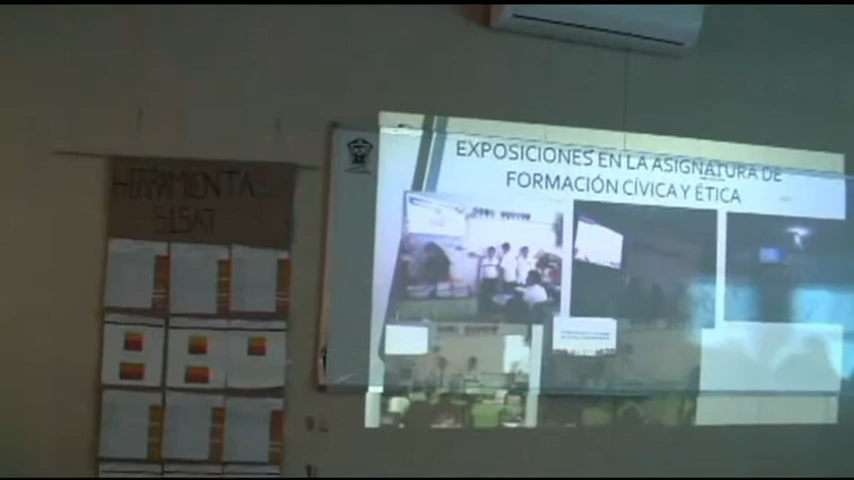 EXPOSICIONES EN LA ASIGNATURA DE
FORMACIÓN CÍVICA Y ÉTICA
HERRAMIENTAS
SISAT